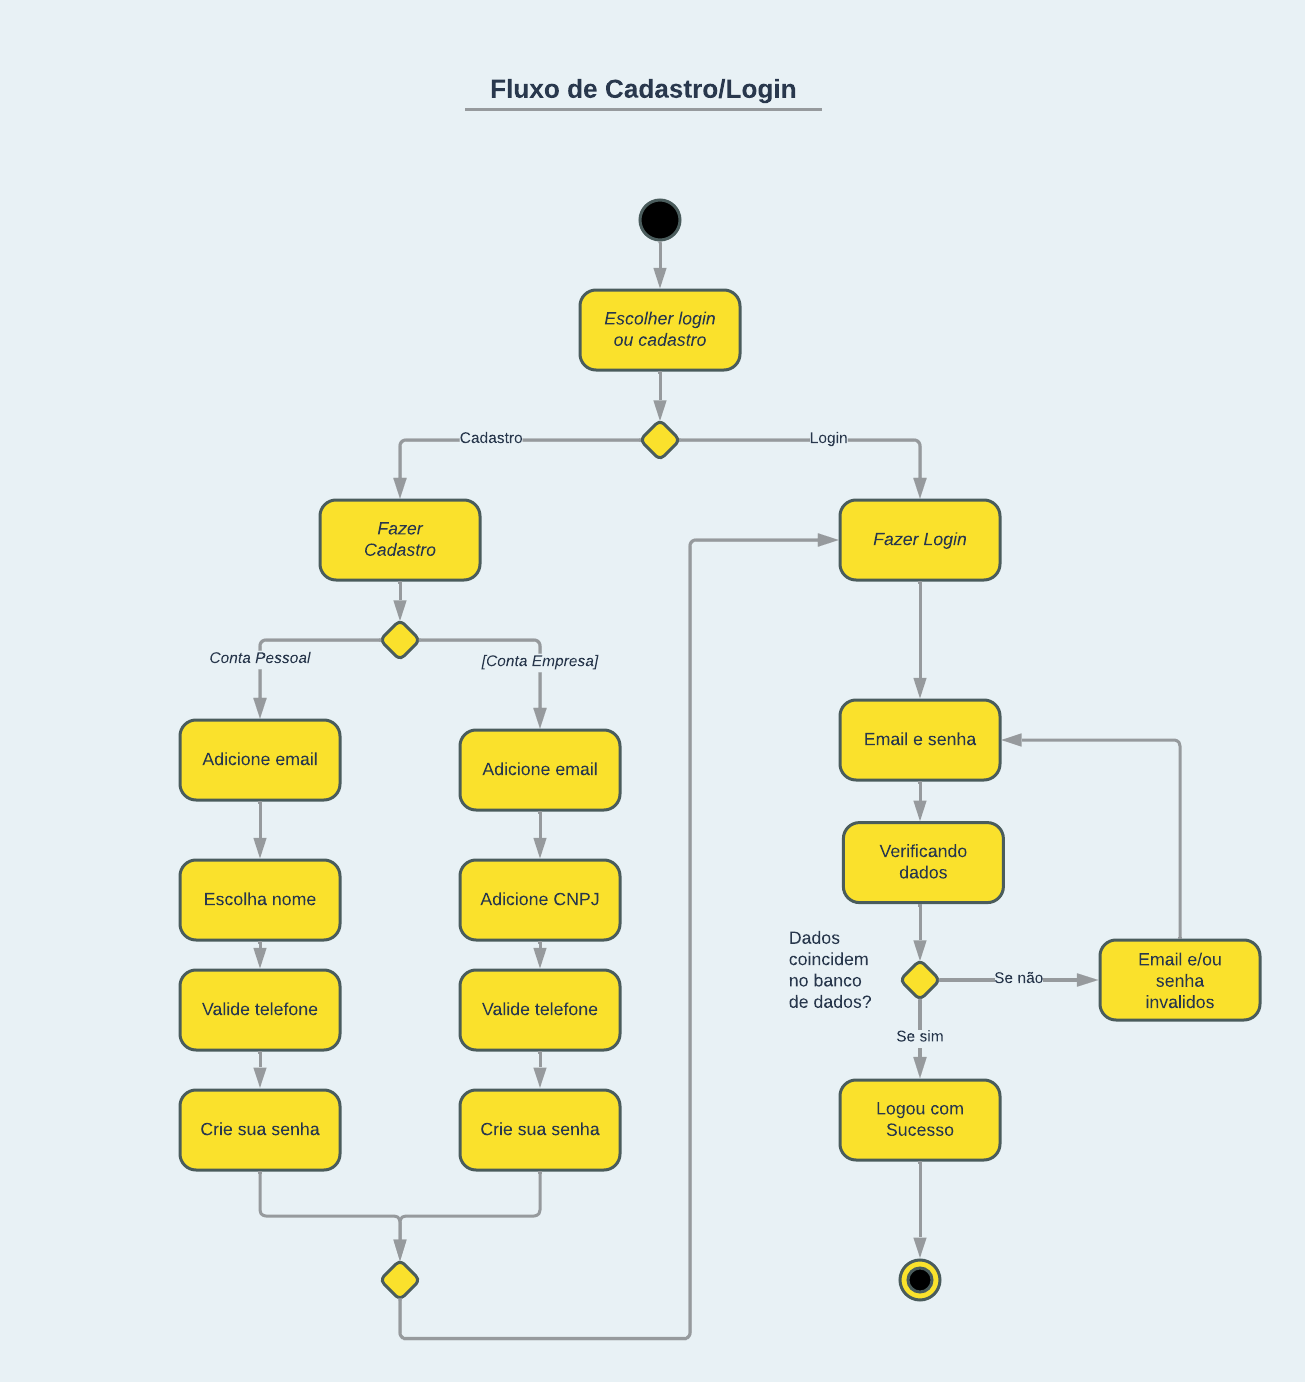 Fluxo de Cadastro/Login
Escolher login
ou cadastro
Cadastro
Login
Fazer
Cadastro
Fazer Login
Conta Pessoal
[Conta Empresa]
Adicione email
Adicione email
Email e senha
Escolha nome
Adicione CNPJ
Verificando
dados
Valide telefone
Valide telefone
Dados
coincidem
no banco
de dados?
Se não
Email e/ou
senha
invalidos
Se sim
Crie sua senha
Crie sua senha
Logou com
Sucesso